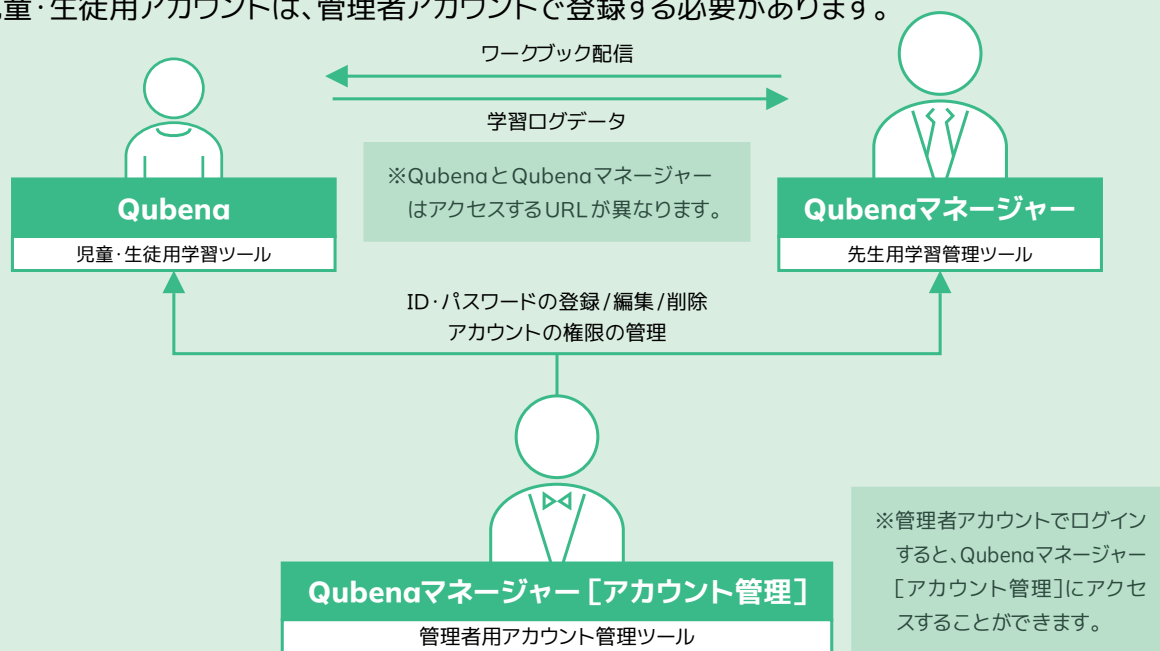 児童・生徒用アカウントは、管理者アカウントで登録する必要があります。
ワークブック配信
学習ログデータ
※QubenaとQubenaマネージャー
はアクセスするURLが異なります。
Qubena
児童・生徒用学習ツール
Qubenaマネージャー
先生用学習管理ツール
ID・パスワードの登録/編集/削除
アカウントの権限の管理
Qubenaマネージャー［アカウント管理］
管理者用アカウント管理ツール
※管理者アカウントでログイン
すると、Qubenaマネージャー
［アカウント管理］にアクセ
スすることができます。